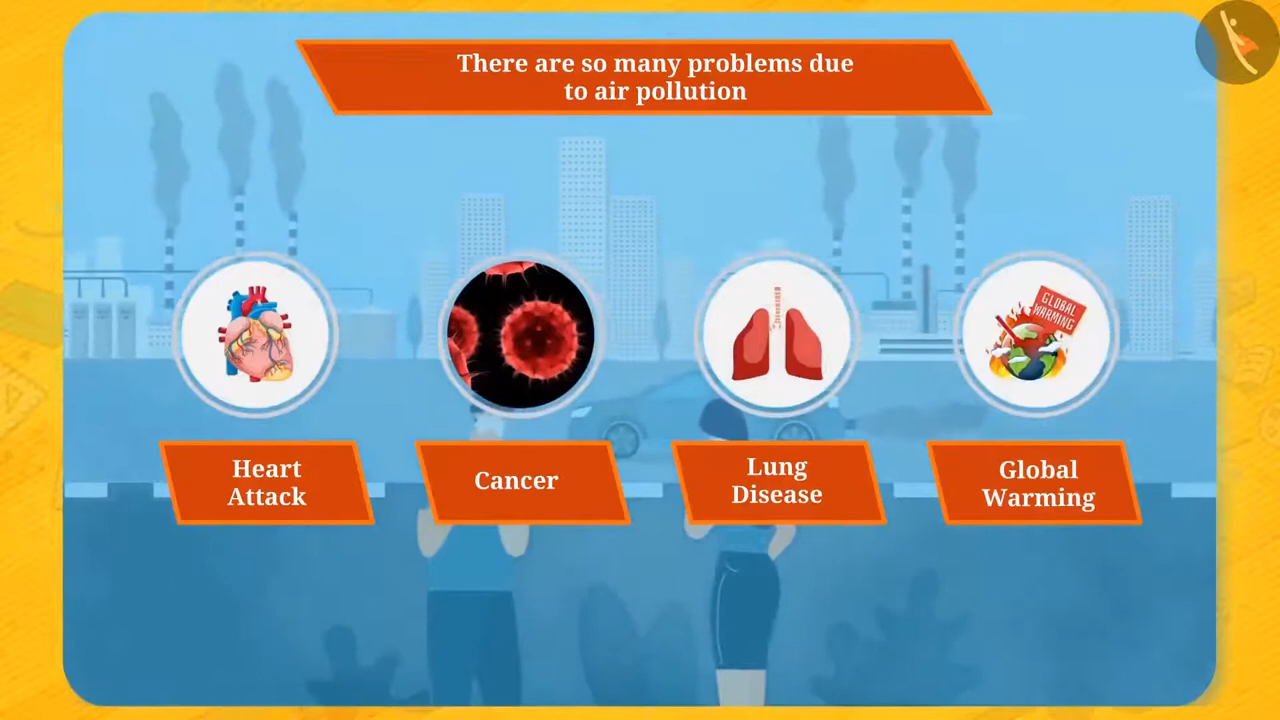 There are so many problems due
to air pollution
GLOBAL
WARMING
Heart
Attack
Cancer
Lung
Disease
Global
Warming